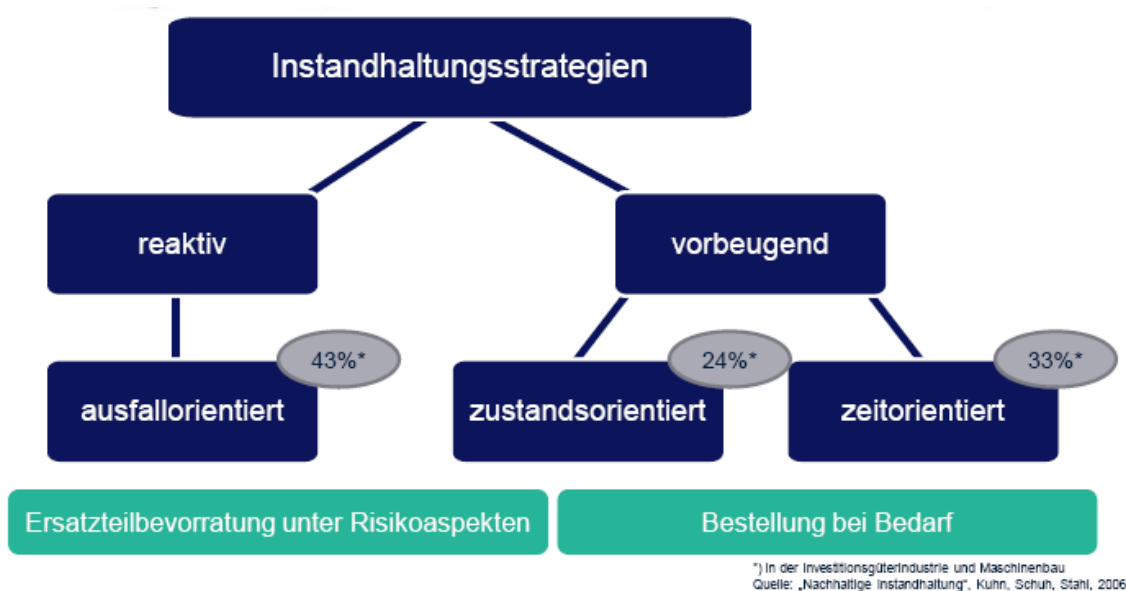 Instandhaltungsstrategien
reaktiv
vorbeugend
43%*
24%*
33%*
ausfallorientiert
zustandsorientiert
zeitorientiert
Ersatzteilbevorratung unter Risikoaspekten
Bestellung bei Bedarf
*) In der Investitionsgüterindustrie und Maschinenbau
Quelle: „Nachhaltige Instandhaltung“, Kuhn, Schuh, Stahl, 2006